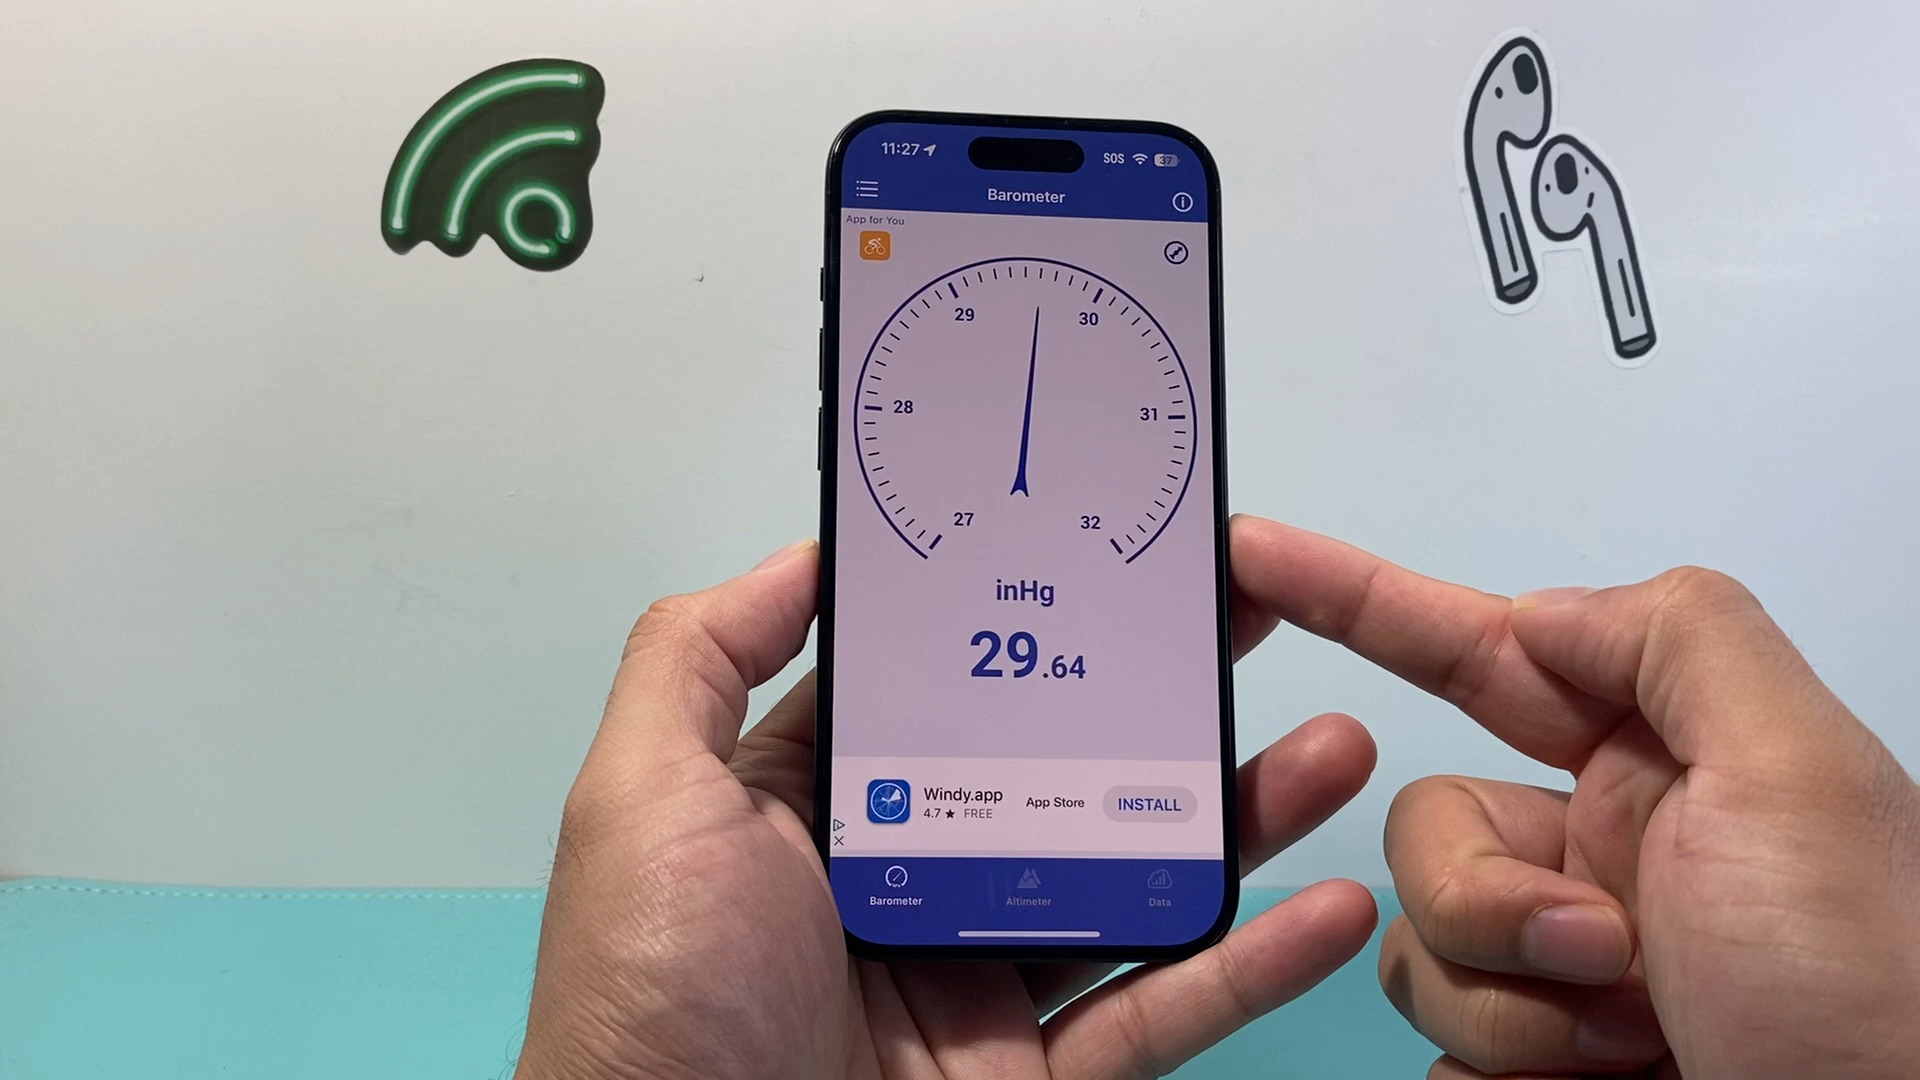 11:27
SOS 37
Barometer
App for You
29
30
28
31
27
32
inHg
29.64
Windy.app
4.7 ★ FREE
App Store
INSTALL
Barometer
Altimeter
Data